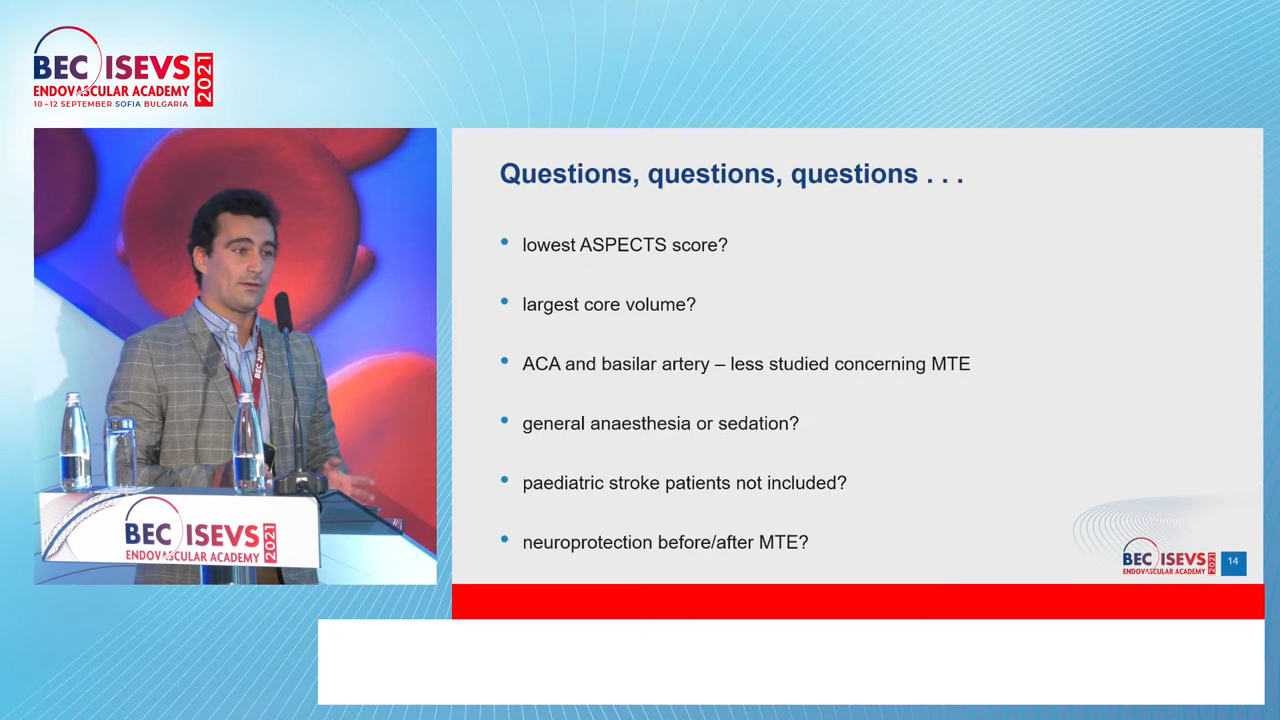 BEC ISEVS 2021
ENDOVASCULAR ACADEMY
10–12 SEPTEMBER SOFIA BULGARIA
Questions, questions, questions . . .
• lowest ASPECTS score?
• largest core volume?
• ACA and basilar artery – less studied concerning MTE
• general anaesthesia or sedation?
• paediatric stroke patients not included?
• neuroprotection before/after MTE?
BEC 2021
BEC ISEVS 2021
ENDOVASCULAR ACADEMY
BEC ISEVS 2021
ENDOVASCULAR ACADEMY
14